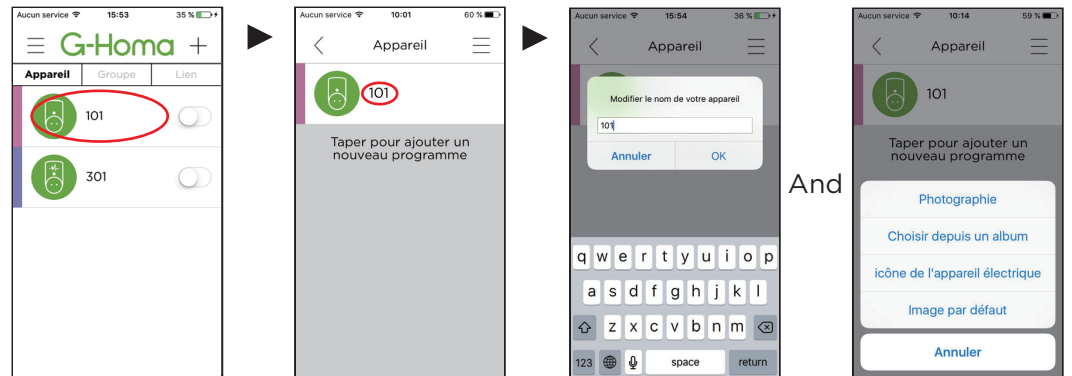 Aucun service 15:53 35 %
G-Homa
Appareil Groupe Lien
101
301
Aucun service 10:01 60 %
Appareil
101
Taper pour ajouter un
nouveau programme
Aucun service 15:54 36 %
Appareil
Modifier le nom de votre appareil
101
Annuler OK
q w e r t y u i o p
a s d f g h j k l
z x c v b n m
123 space return
And
Aucun service 10:14 59 %
Appareil
101
Taper pour ajouter un
nouveau programme
Photographie
Choisir depuis un album
icône de l'appareil électrique
Image par défaut
Annuler